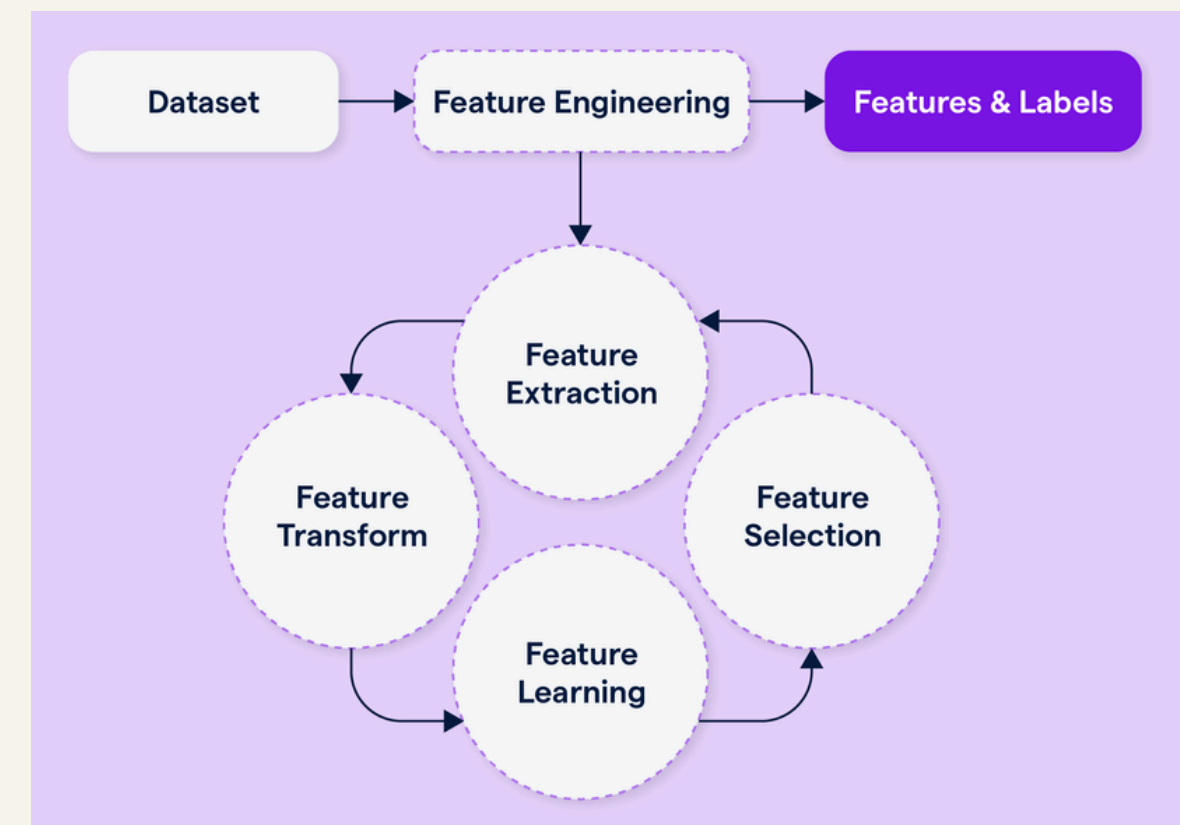 Dataset
Feature Engineering
Features & Labels
Feature
Extraction
Feature
Transform
Feature
Selection
Feature
Learning